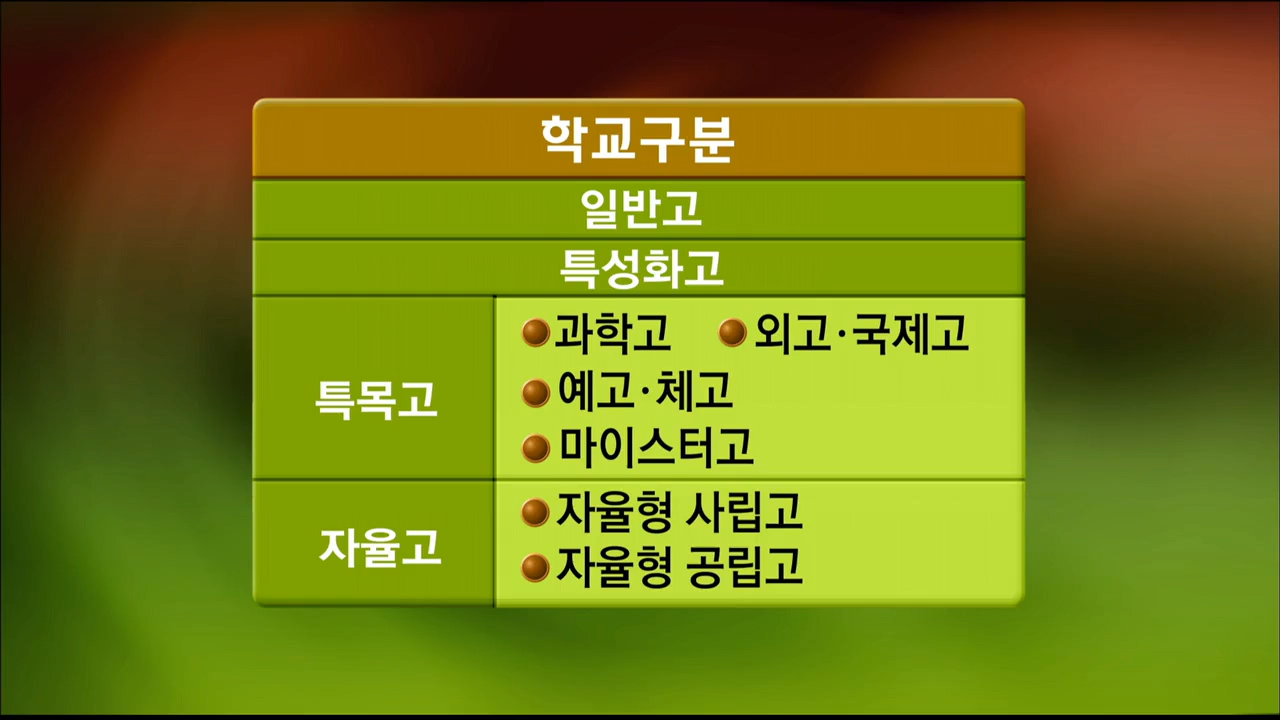 학교구분
일반고
특성화고
특목고
과학고 외고·국제고
예고·체고
마이스터고
자율고
자율형 사립고
자율형 공립고